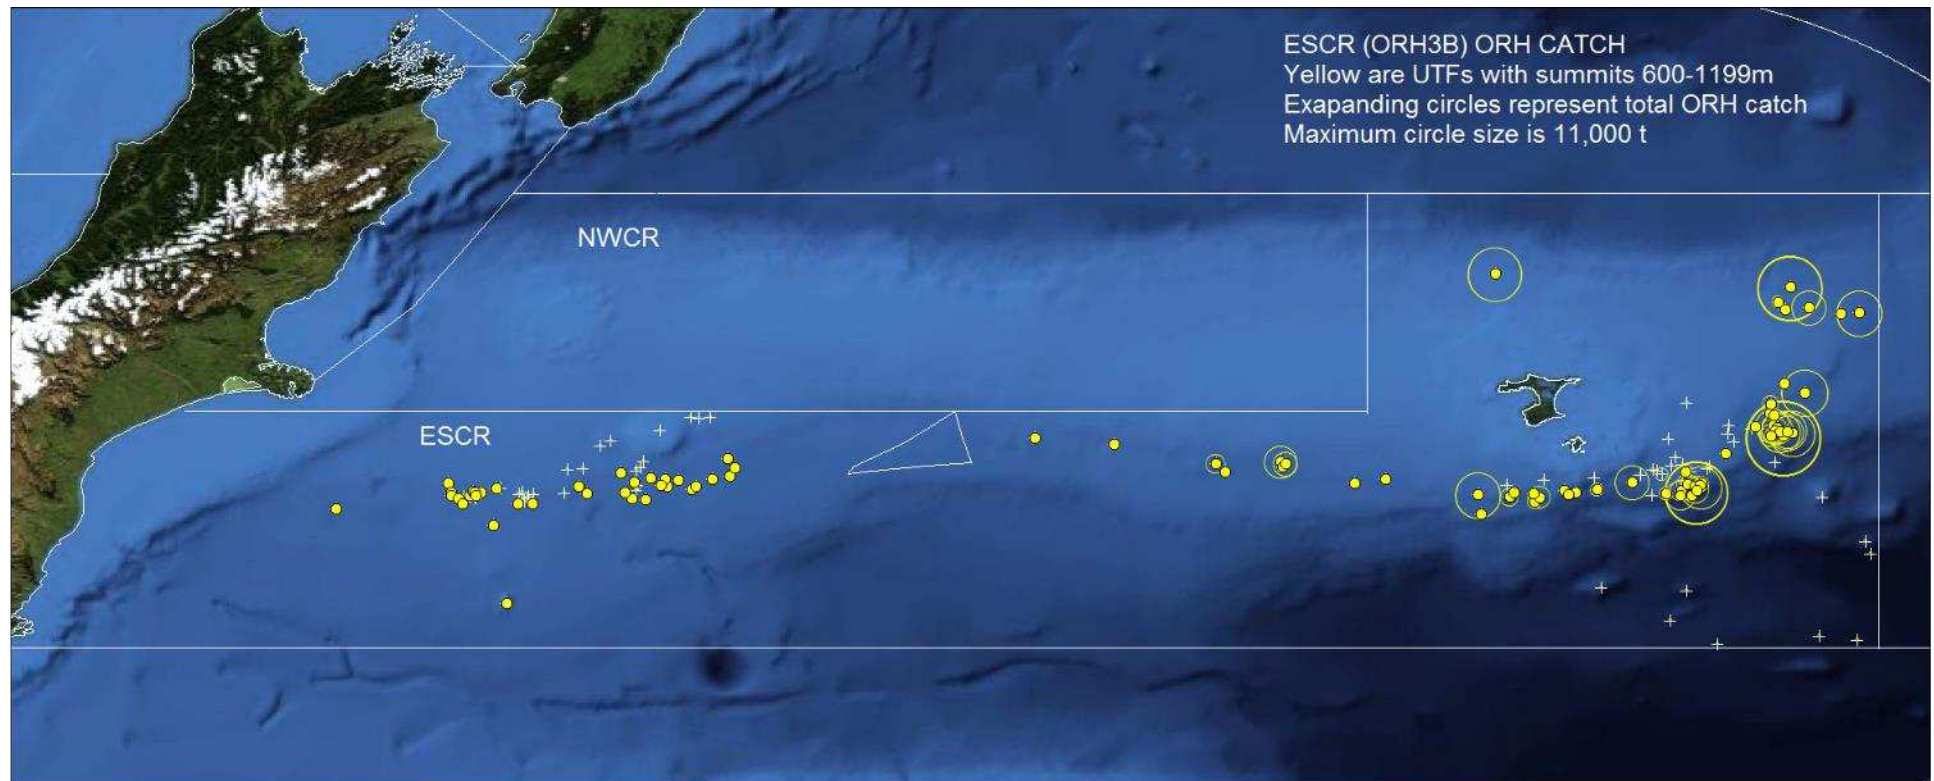 ESCR (ORH3B) ORH CATCH
Yellow are UTFs with summits 600-1199m
Exapanding circles represent total ORH catch
Maximum circle size is 11,000 t
NWCR
ESCR